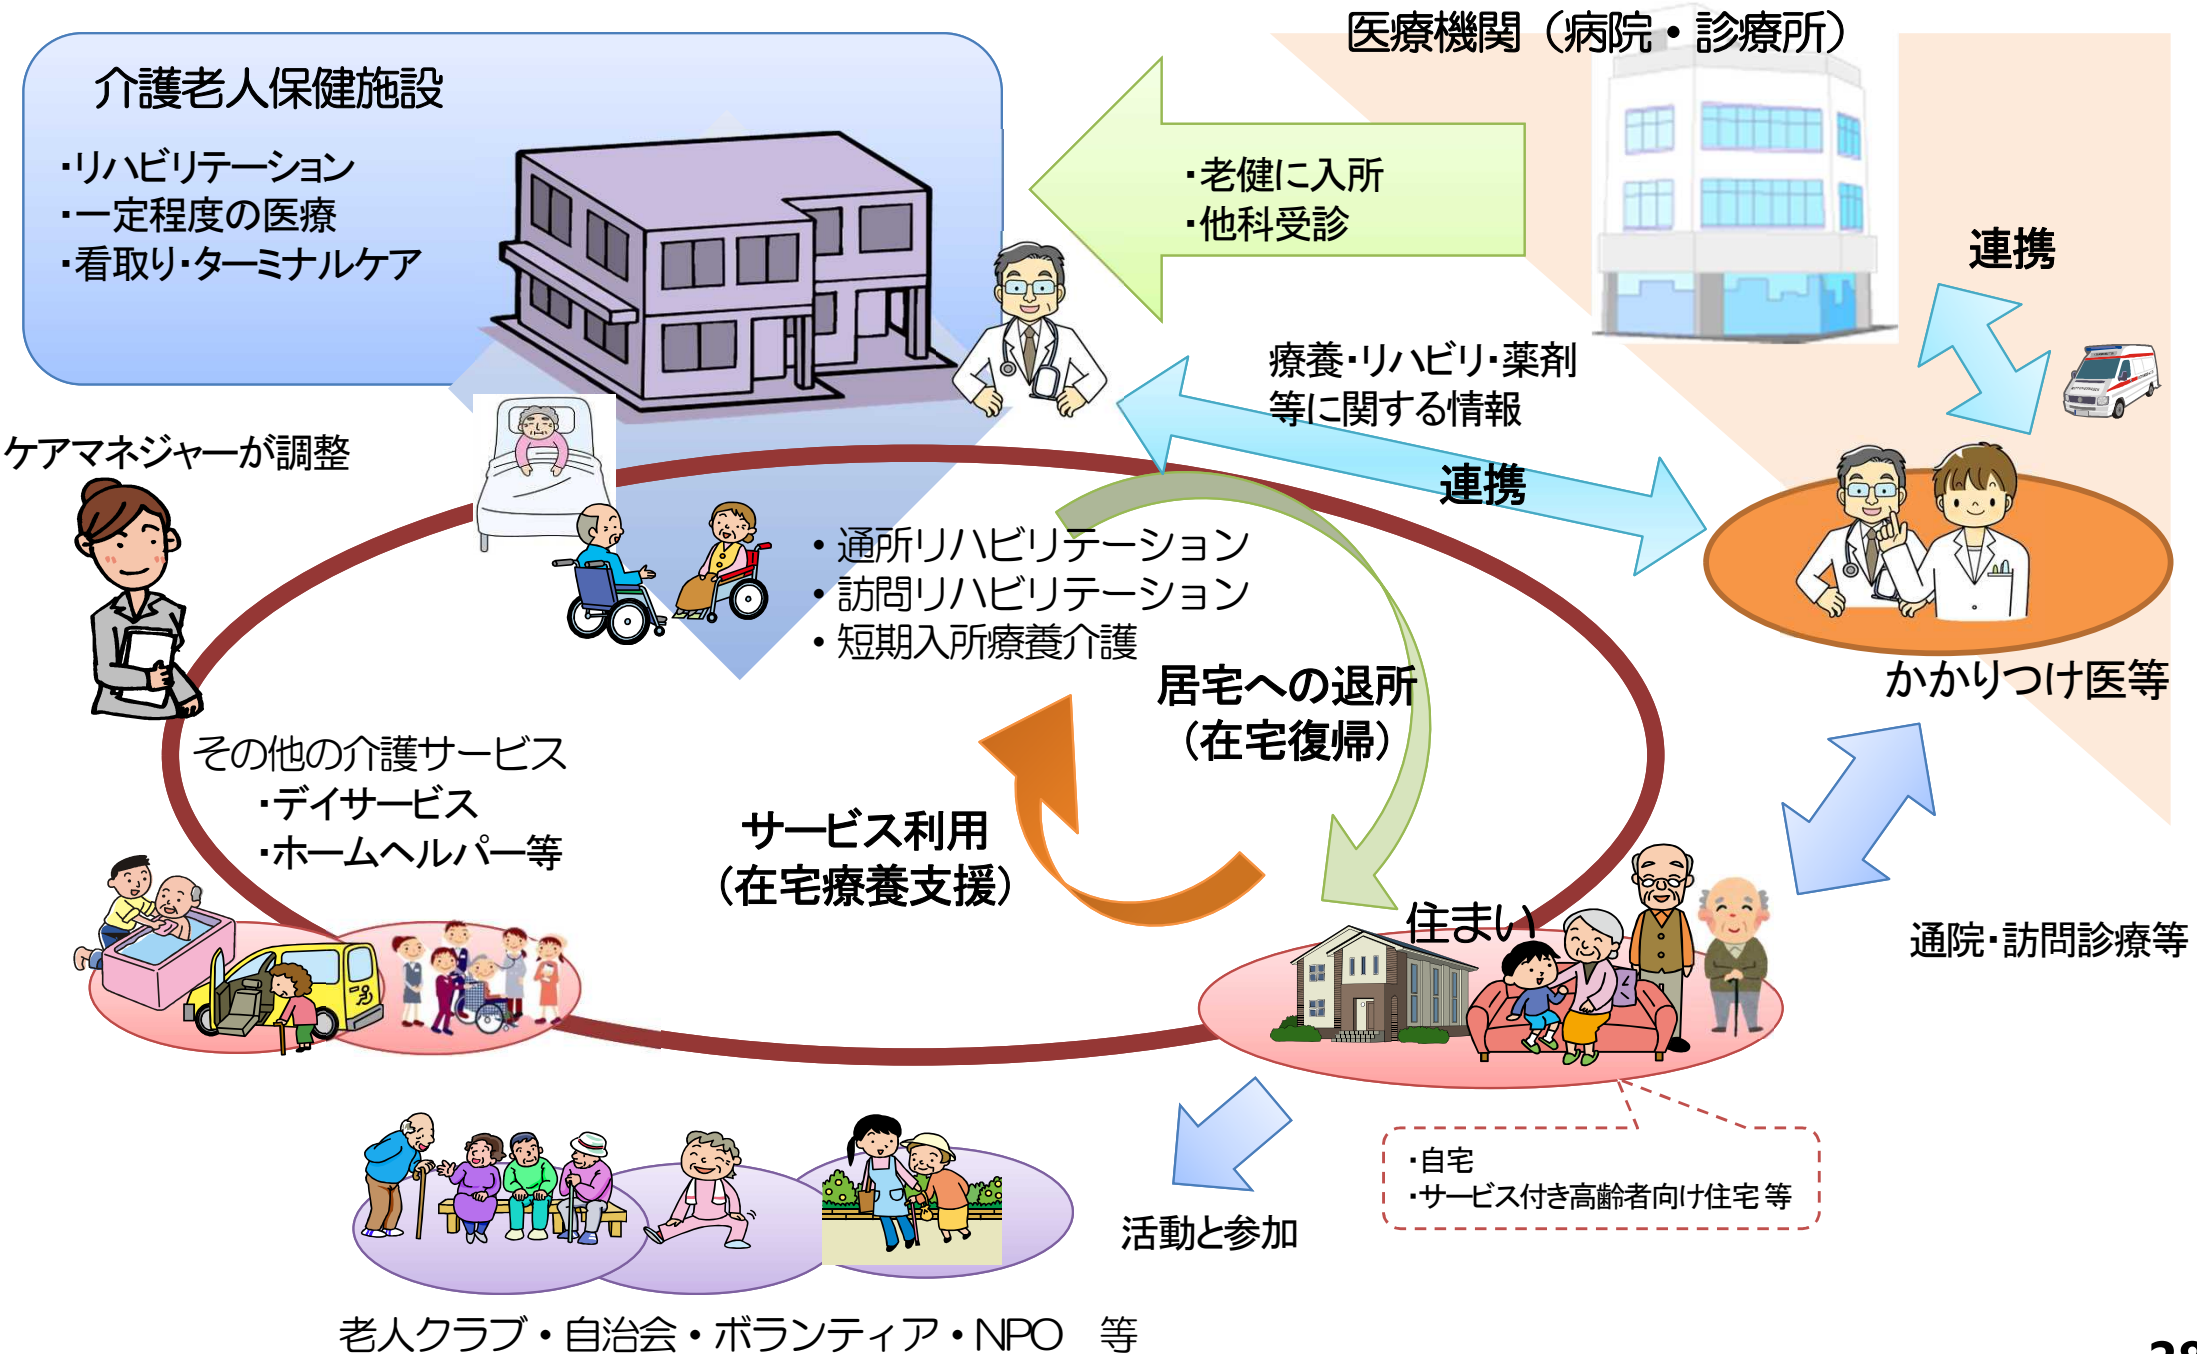 医療機関（病院・診療所）
介護老人保健施設
・リハビリテーション
・一定程度の医療
・看取り・ターミナルケア
・老健に入所
・他科受診
連携
療養・リハビリ・薬剤
等に関する情報
連携
ケアマネジャーが調整
・通所リハビリテーション
・訪問リハビリテーション
・短期入所療養介護
かかりつけ医等
居宅への退所
（在宅復帰）
その他の介護サービス
・デイサービス
・ホームヘルパー等
サービス利用
（在宅療養支援）
住まい
通院・訪問診療等
・自宅
・サービス付き高齢者向け住宅 等
活動と参加
老人クラブ・自治会・ボランティア・NPO　等